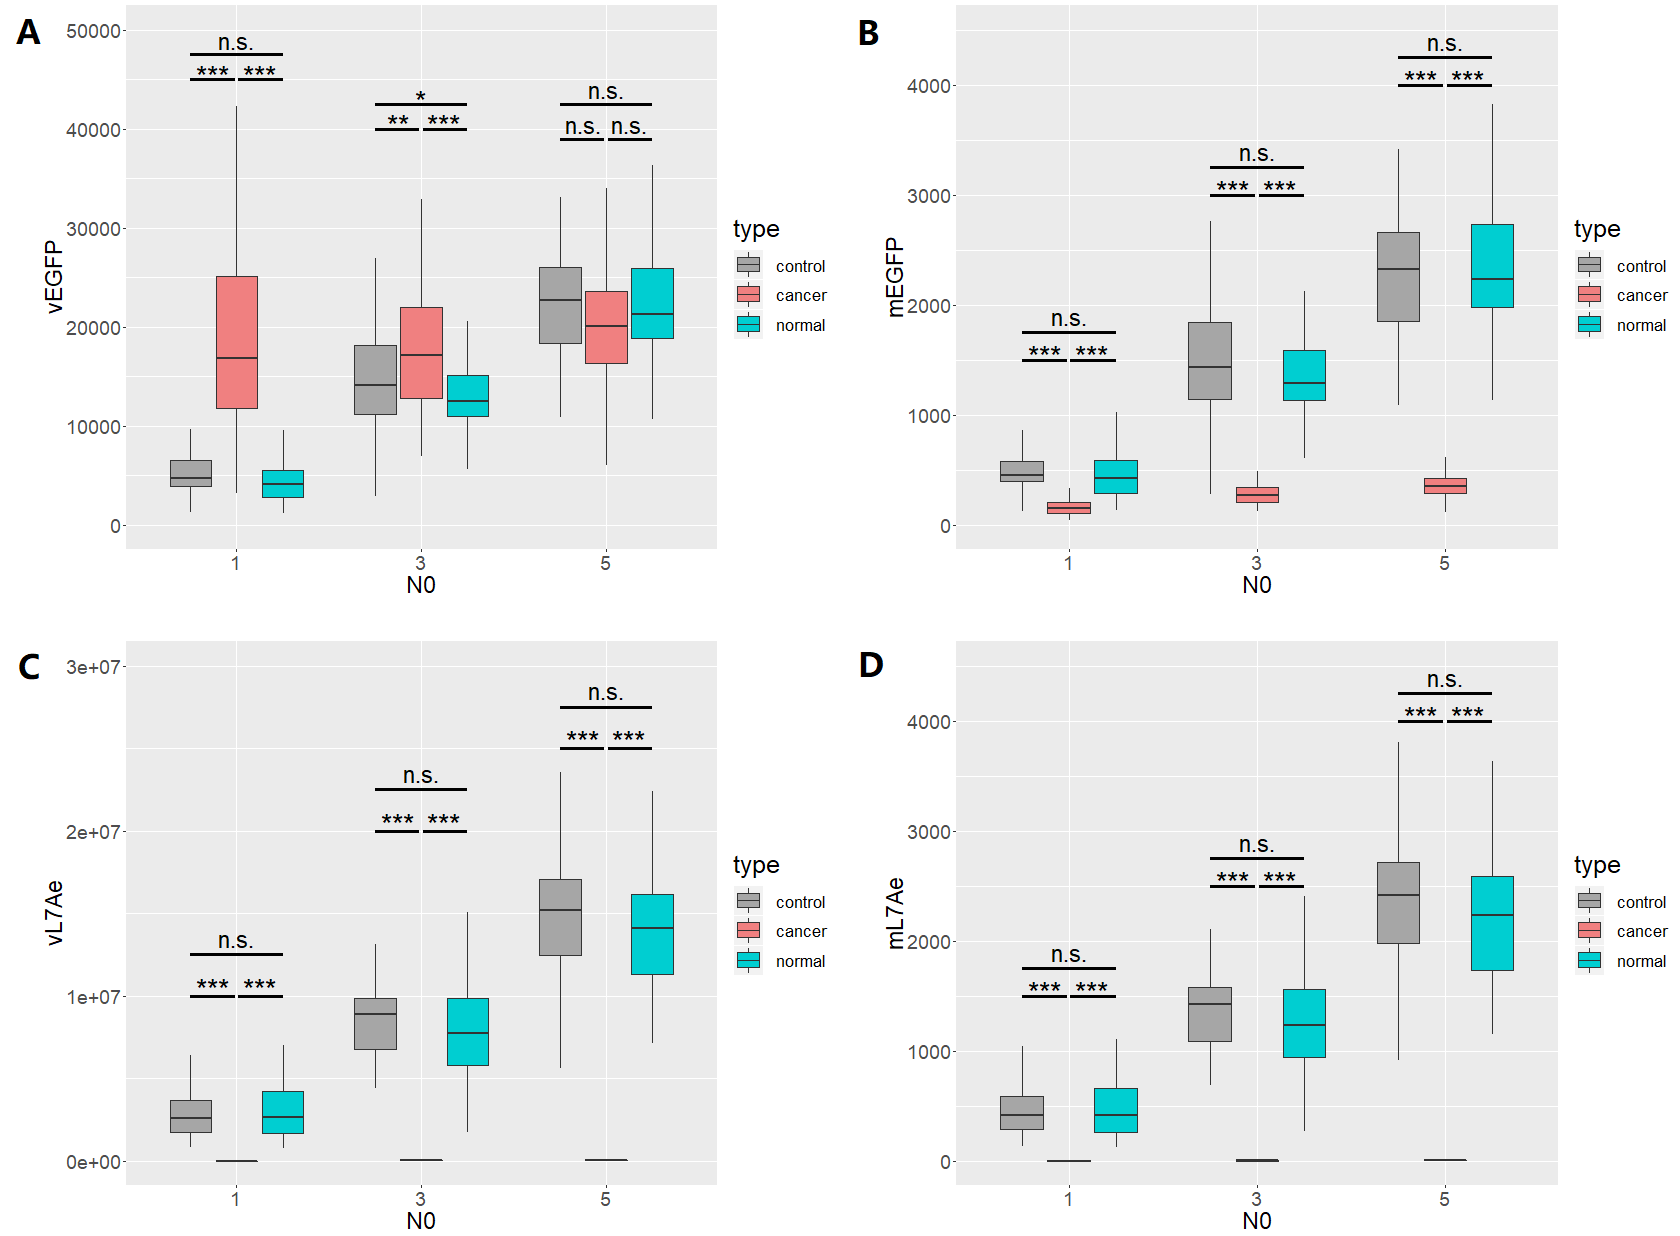 A
vEGFP
50000
40000
30000
20000
10000
0
n.s.
*** ***
*
** ***
n.s.
n.s. n.s.
1 3 5
N0
type
control
cancer
normal
B
mEGFP
4000
3000
2000
1000
0
n.s.
*** ***
n.s.
*** ***
n.s.
*** ***
1 3 5
N0
type
control
cancer
normal
C
vL7Ae
3e+07
2e+07
1e+07
0e+00
n.s.
*** ***
n.s.
*** ***
n.s.
*** ***
1 3 5
N0
type
control
cancer
normal
D
mL7Ae
4000
3000
2000
1000
0
n.s.
*** ***
n.s.
*** ***
n.s.
*** ***
1 3 5
N0
type
control
cancer
normal